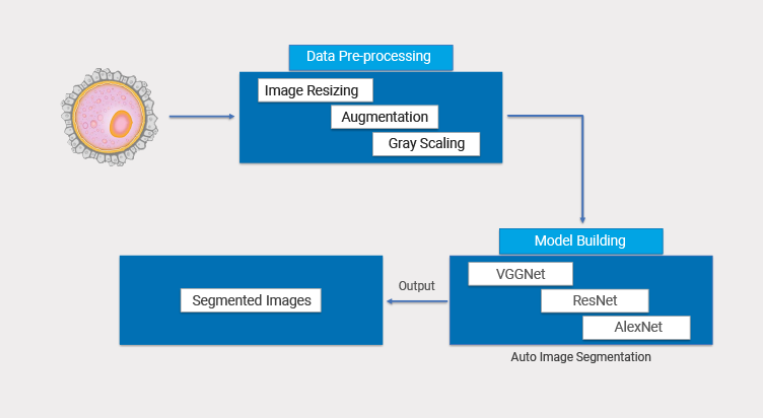 Data Pre-processing
Image Resizing
Augmentation
Gray Scaling
Model Building
VGGNet
ResNet
AlexNet
Auto Image Segmentation
Output
Segmented Images